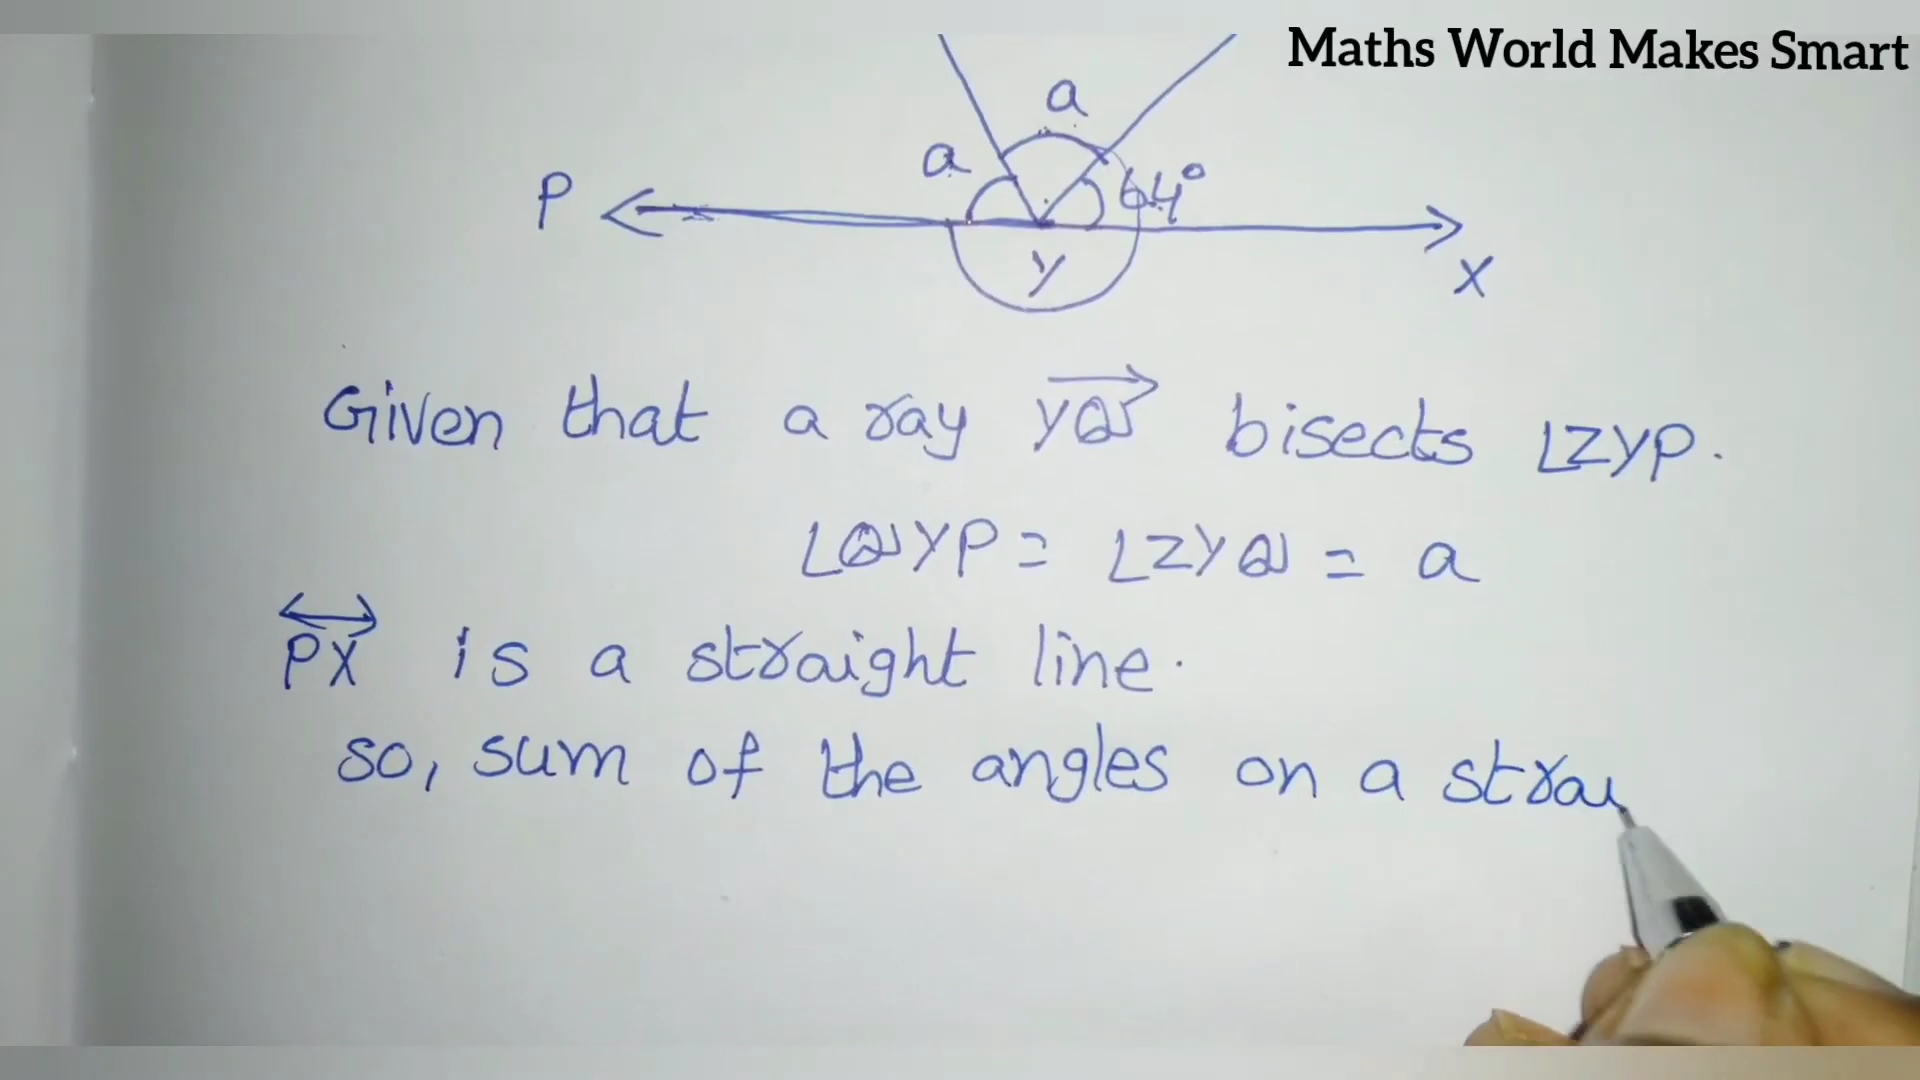 Maths World Makes Smart
a
a
64°
P
Y
X
Given that a ray YQ bisects ∠ZYP.
∠QYP = ∠ZYQ = a
PX is a straight line.
so, sum of the angles on a strai